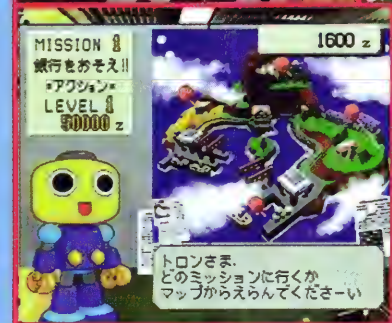 MISSION 1
銀行をおそえ!!
*アクション*
LEVEL 1
50000 z
1600 z
トロンさま、
どのミッションに行くか
マップからえらんでくださーい